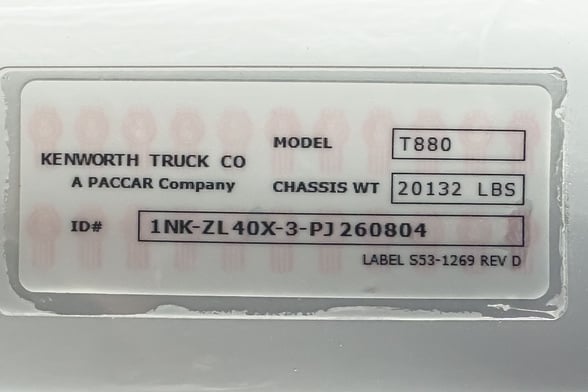 MODEL T880
KENWORTH TRUCK CO
A PACCAR Company CHASSIS WT 20132 LBS
ID# 1NK-ZL40X-3-PJ260804
LABEL S53-1269 REV D